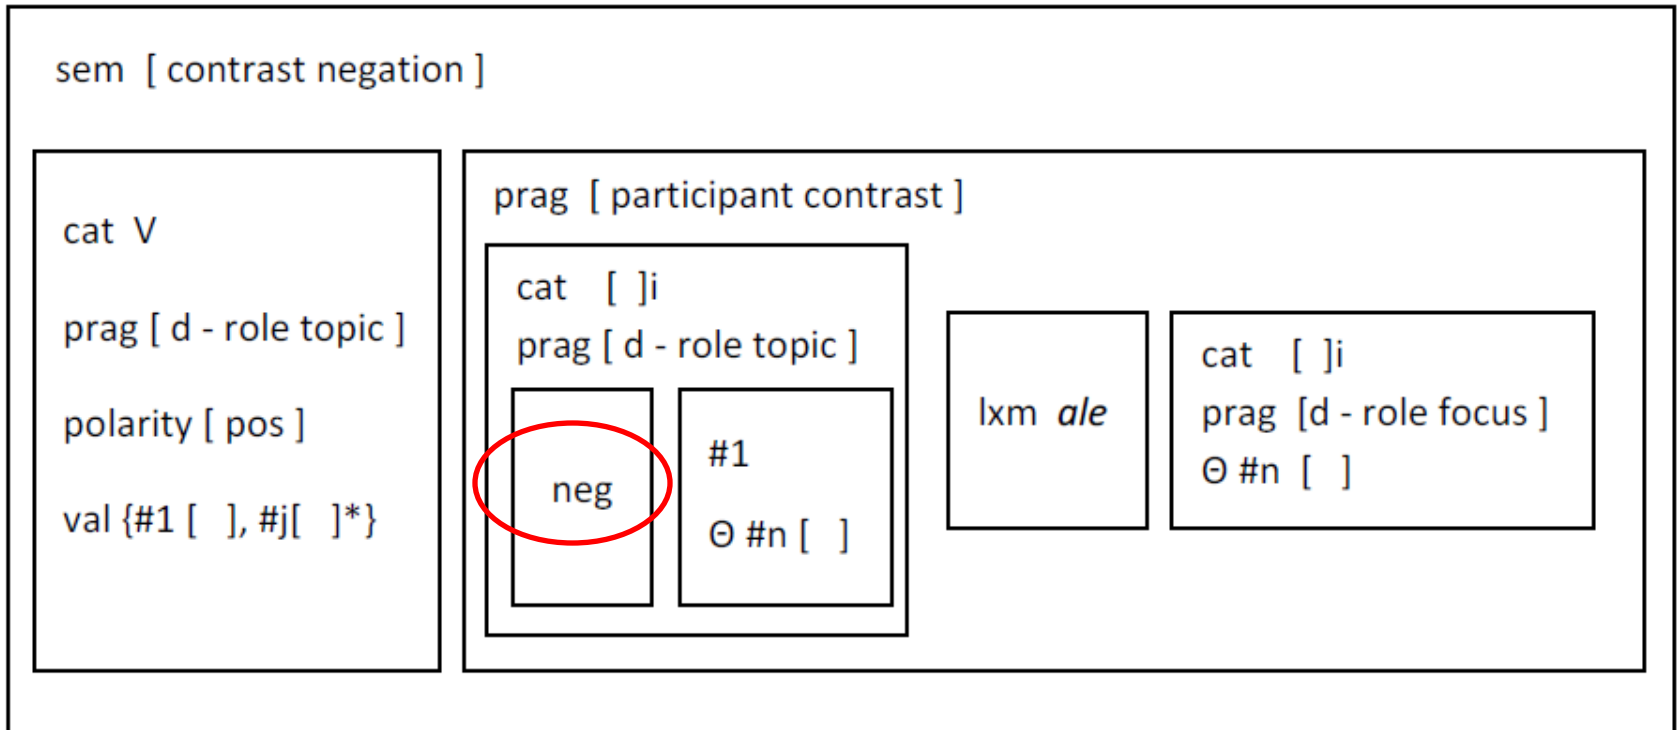 sem [ contrast negation ]
cat V
prag [ d - role topic ]
polarity [ pos ]
val {#1 [ ], #j[ ]*}
prag [ participant contrast ]
cat [ ]i
prag [ d - role topic ]
neg
#1
Θ #n [ ]
lxm ale
cat [ ]i
prag [d - role focus ]
Θ #n [ ]